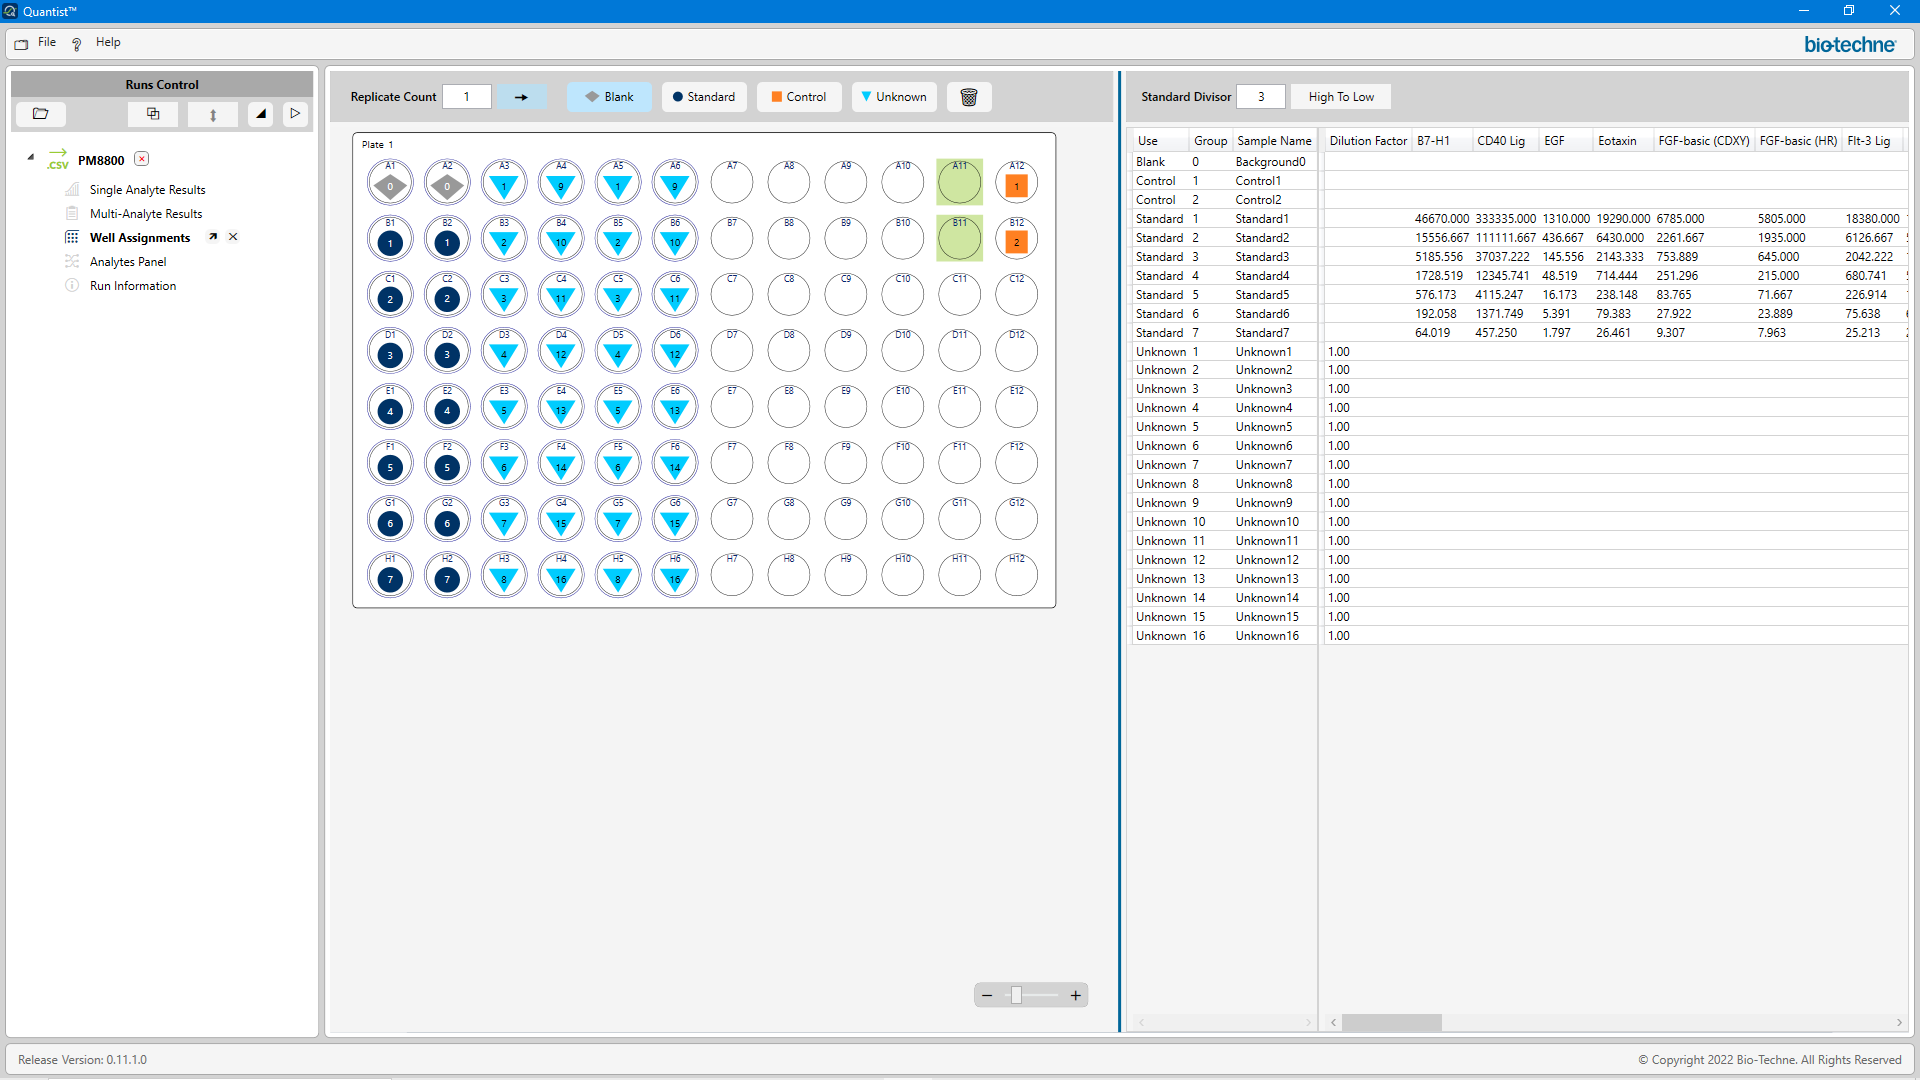 Quantist™
File Help
bio-techne®
Runs Control
PM8800
.CSV
Single Analyte Results
Multi-Analyte Results
Well Assignments
Analytes Panel
Run Information
Replicate Count 1 Blank Standard Control Unknown
Plate 1
A1 A2 A3 A4 A5 A6 A7 A8 A9 A10 A11 A12
0 0 1 9 1 9 1
B1 B2 B3 B4 B5 B6 B7 B8 B9 B10 B11 B12
1 1 2 10 2 10 2
C1 C2 C3 C4 C5 C6 C7 C8 C9 C10 C11 C12
2 2 3 11 3 11
D1 D2 D3 D4 D5 D6 D7 D8 D9 D10 D11 D12
3 3 4 12 4 12
E1 E2 E3 E4 E5 E6 E7 E8 E9 E10 E11 E12
4 4 5 13 5 13
F1 F2 F3 F4 F5 F6 F7 F8 F9 F10 F11 F12
5 5 6 14 6 14
G1 G2 G3 G4 G5 G6 G7 G8 G9 G10 G11 G12
6 6 7 15 7 15
H1 H2 H3 H4 H5 H6 H7 H8 H9 H10 H11 H12
7 7 8 16 8 16
Standard Divisor 3 High To Low
Use Group Sample Name Dilution Factor B7-H1 CD40 Lig EGF Eotaxin FGF-basic (CDXY) FGF-basic (HR) Flt-3 Lig
Blank 0 Background0
Control 1 Control1
Control 2 Control2
Standard 1 Standard1 46670.000 333335.000 1310.000 19290.000 6785.000 5805.000 18380.000
Standard 2 Standard2 15556.667 111111.667 436.667 6430.000 2261.667 1935.000 6126.667
Standard 3 Standard3 5185.556 37037.222 145.556 2143.333 753.889 645.000 2042.222
Standard 4 Standard4 1728.519 12345.741 48.519 714.444 251.296 215.000 680.741
Standard 5 Standard5 576.173 4115.247 16.173 238.148 83.765 71.667 226.914
Standard 6 Standard6 192.058 1371.749 5.391 79.383 27.922 23.889 75.638
Standard 7 Standard7 64.019 457.250 1.797 26.461 9.307 7.963 25.213
Unknown 1 Unknown1 1.00
Unknown 2 Unknown2 1.00
Unknown 3 Unknown3 1.00
Unknown 4 Unknown4 1.00
Unknown 5 Unknown5 1.00
Unknown 6 Unknown6 1.00
Unknown 7 Unknown7 1.00
Unknown 8 Unknown8 1.00
Unknown 9 Unknown9 1.00
Unknown 10 Unknown10 1.00
Unknown 11 Unknown11 1.00
Unknown 12 Unknown12 1.00
Unknown 13 Unknown13 1.00
Unknown 14 Unknown14 1.00
Unknown 15 Unknown15 1.00
Unknown 16 Unknown16 1.00
Release Version: 0.11.1.0
© Copyright 2022 Bio-Techne. All Rights Reserved